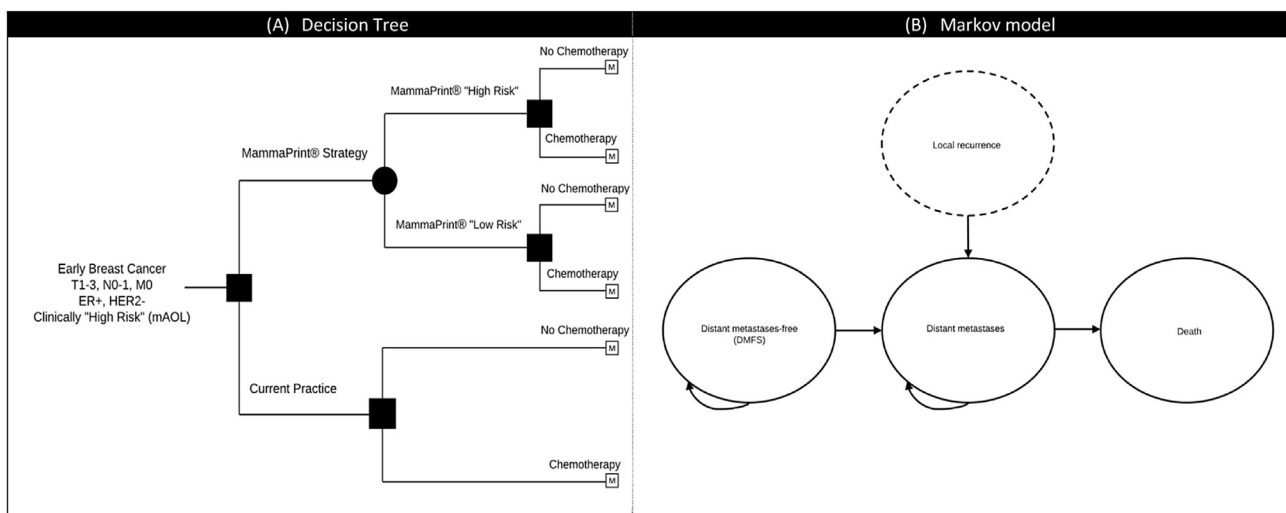 (A) Decision Tree
No Chemotherapy
M
MammaPrint® "High Risk"
Chemotherapy
M
MammaPrint® Strategy
No Chemotherapy
M
MammaPrint® "Low Risk"
Chemotherapy
M
Early Breast Cancer
T1-3, N0-1, M0
ER+, HER2-
Clinically "High Risk" (mAOL)
No Chemotherapy
M
Current Practice
Chemotherapy
M
(B) Markov model
Local recurrence
Distant metastases-free
(DMFS)
Distant metastases
Death